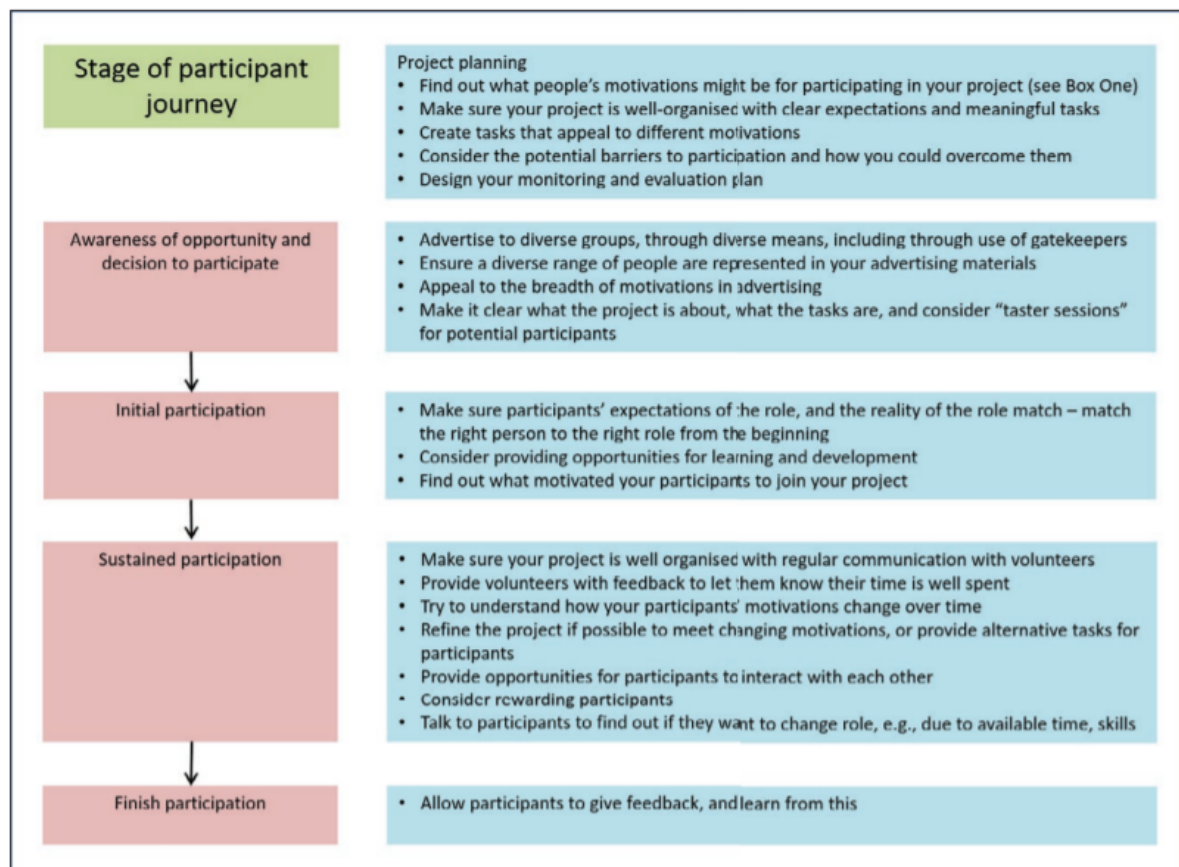 Stage of participant
journey
Project planning
• Find out what people's motivations might be for participating in your project (see Box One)
• Make sure your project is well-organised with clear expectations and meaningful tasks
• Create tasks that appeal to different motivations
• Consider the potential barriers to participation and how you could overcome them
• Design your monitoring and evaluation plan
Awareness of opportunity and
decision to participate
• Advertise to diverse groups, through diverse means, including through use of gatekeepers
• Ensure a diverse range of people are represented in your advertising materials
• Appeal to the breadth of motivations in advertising
• Make it clear what the project is about, what the tasks are, and consider “taster sessions”
for potential participants
Initial participation
• Make sure participants' expectations of the role, and the reality of the role match – match
the right person to the right role from the beginning
• Consider providing opportunities for learning and development
• Find out what motivated your participants to join your project
Sustained participation
• Make sure your project is well organised with regular communication with volunteers
• Provide volunteers with feedback to let them know their time is well spent
• Try to understand how your participants' motivations change over time
• Refine the project if possible to meet changing motivations, or provide alternative tasks for
participants
• Provide opportunities for participants to interact with each other
• Consider rewarding participants
• Talk to participants to find out if they want to change role, e.g., due to available time, skills
Finish participation
• Allow participants to give feedback, and learn from this